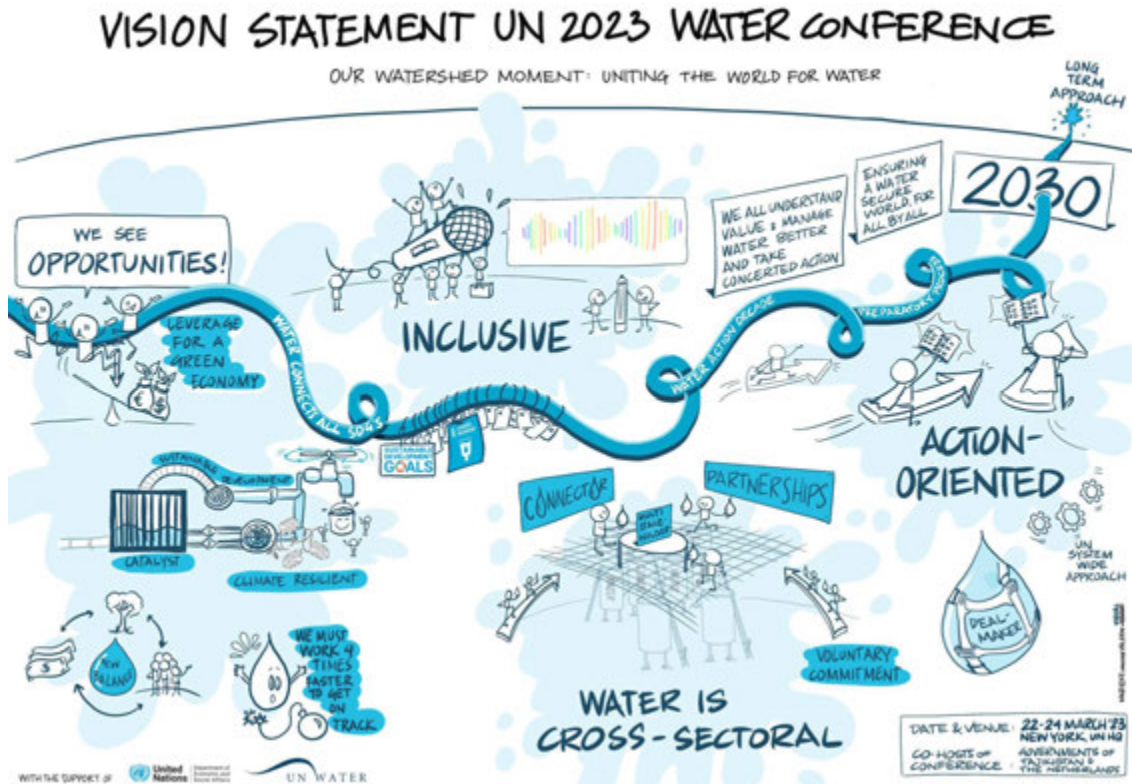 VISION STATEMENT UN 2023 WATER CONFERENCE
OUR WATERSHED MOMENT: UNITING THE WORLD FOR WATER
LONG
TERM
APPROACH
2030
ENSURING
A WATER
SECURE
WORLD, FOR
ALL BY ALL
WE ALL UNDERSTAND
VALUE & MANAGE
WATER BETTER
AND TAKE
CONCERTED ACTION
WE SEE
OPPORTUNITIES!
LEVERAGE
FOR A
GREEN
ECONOMY
WATER CONNECTS ALL SDG'S
INCLUSIVE
WATER ACTION DECADE
PREPARATORY PROCESS
SUSTAINABLE
DEVELOPMENT
GOALS
ACTION-
ORIENTED
SUSTAINABLE
DEVELOPMENT
CATALYST
CLIMATE RESILIENT
CONNECTOR
PARTNERSHIPS
UN
SYSTEM
WIDE
APPROACH
DEAL-
MAKER
$
NEW
BALANCE
WE MUST
WORK 4
TIMES
FASTER
TO GET
ON
TRACK
VOLUNTARY
COMMITMENT
WATER IS
CROSS-SECTORAL
DATE & VENUE: 22-24 MARCH '23
NEW YORK, UN HQ
CO-HOSTS OF
CONFERENCE:
GOVERNMENTS OF
TAJIKISTAN &
THE NETHERLANDS
WITH THE SUPPORT OF
United
Nations
Department of
Economic and
Social Affairs
UN WATER